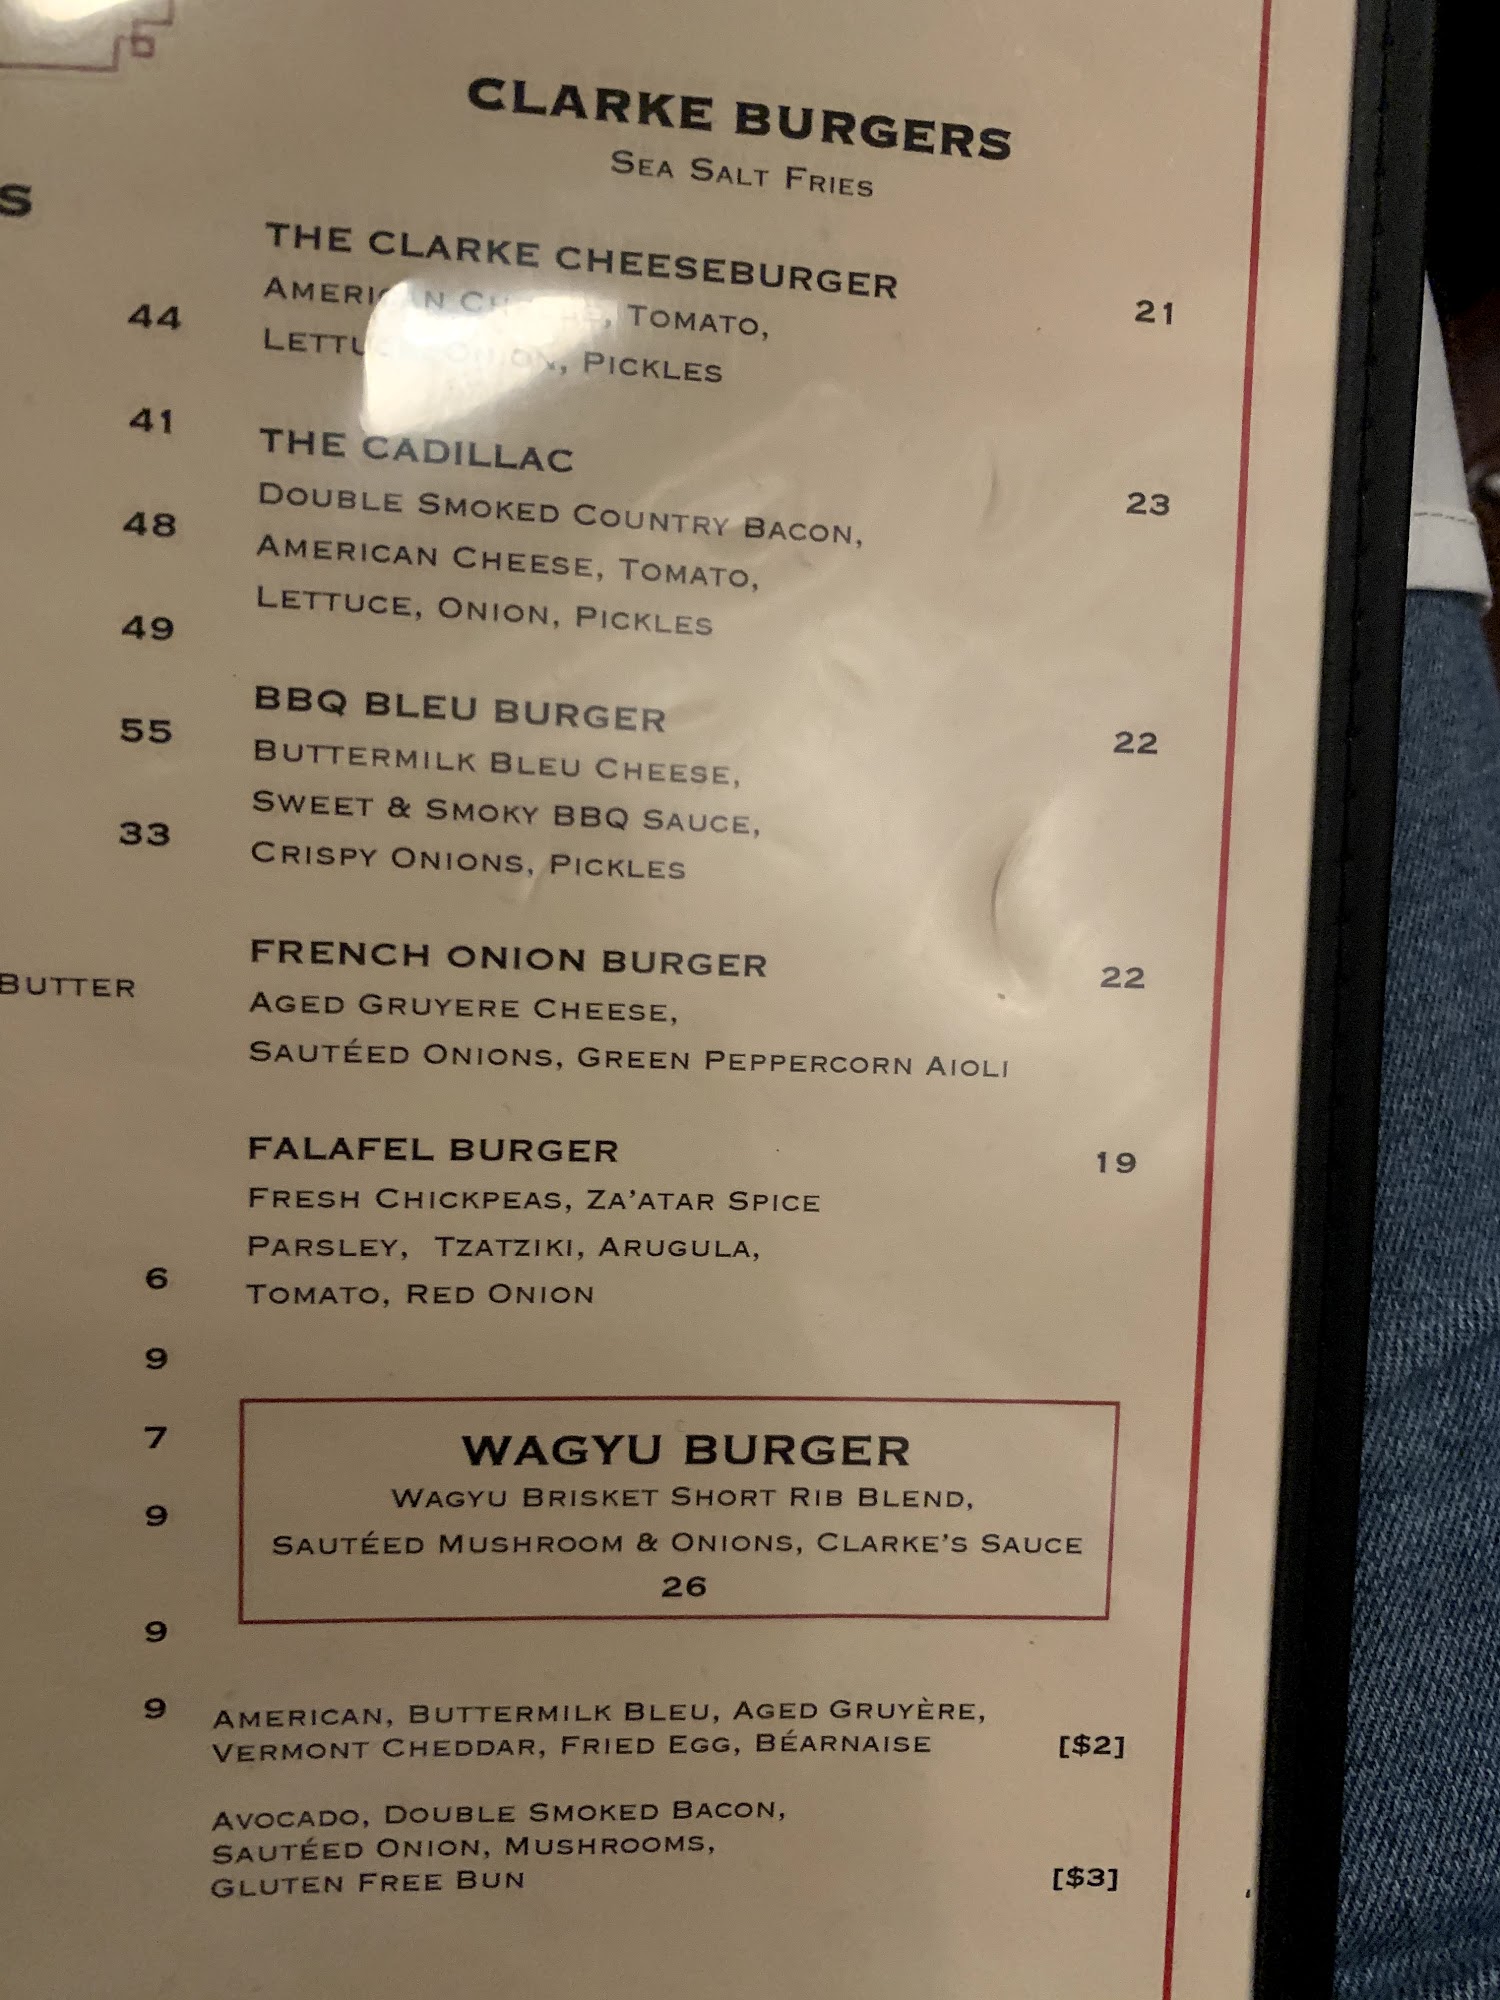 CLARKE BURGERS
SEA SALT FRIES
THE CLARKE CHEESEBURGER 21
AMERICAN CHEESE, TOMATO,
LETTUCE, ONION, PICKLES
THE CADILLAC 23
DOUBLE SMOKED COUNTRY BACON,
AMERICAN CHEESE, TOMATO,
LETTUCE, ONION, PICKLES
BBQ BLEU BURGER 22
BUTTERMILK BLEU CHEESE,
SWEET & SMOKY BBQ SAUCE,
CRISPY ONIONS, PICKLES
FRENCH ONION BURGER 22
AGED GRUYERE CHEESE,
SAUTÉED ONIONS, GREEN PEPPERCORN AIOLI
FALAFEL BURGER 19
FRESH CHICKPEAS, ZA'ATAR SPICE
PARSLEY, TZATZIKI, ARUGULA,
TOMATO, RED ONION
WAGYU BURGER
WAGYU BRISKET SHORT RIB BLEND,
SAUTÉED MUSHROOM & ONIONS, CLARKE'S SAUCE
26
AMERICAN, BUTTERMILK BLEU, AGED GRUYÈRE,
VERMONT CHEDDAR, FRIED EGG, BÉARNAISE [$2]
AVOCADO, DOUBLE SMOKED BACON,
SAUTÉED ONION, MUSHROOMS,
GLUTEN FREE BUN [$3]
S
44
41
48
49
55
33
BUTTER
6
9
7
9
9
9